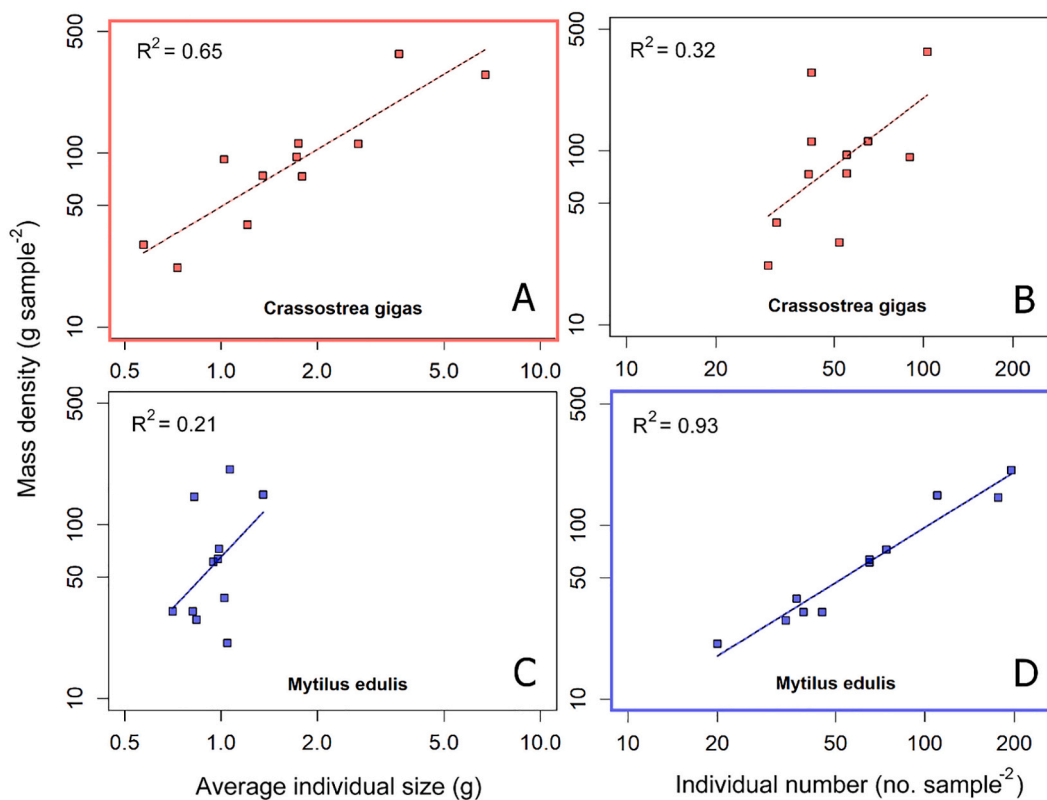 Mass density (g sample⁻²)
500
100
50
10
R² = 0.65
Crassostrea gigas
A
0.5 1.0 2.0 5.0 10.0
500
100
50
10
R² = 0.32
Crassostrea gigas
B
10 20 50 100 200
500
100
50
10
R² = 0.21
Mytilus edulis
C
0.5 1.0 2.0 5.0 10.0
Average individual size (g)
500
100
50
10
R² = 0.93
Mytilus edulis
D
10 20 50 100 200
Individual number (no. sample⁻²)